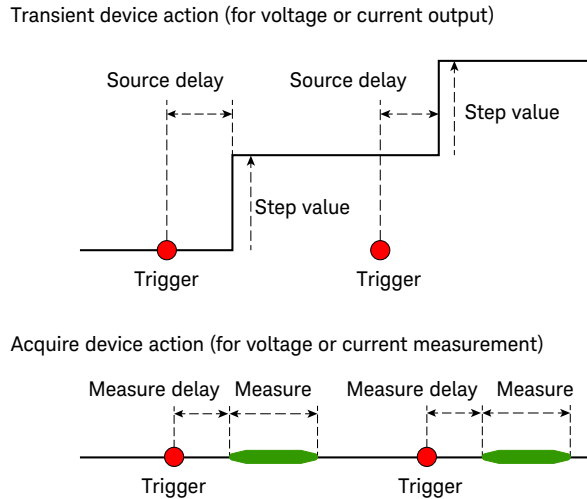 Transient device action (for voltage or current output)
Source delay
Source delay
Step value
Step value
Trigger
Trigger
Acquire device action (for voltage or current measurement)
Measure delay
Measure
Measure delay
Measure
Trigger
Trigger